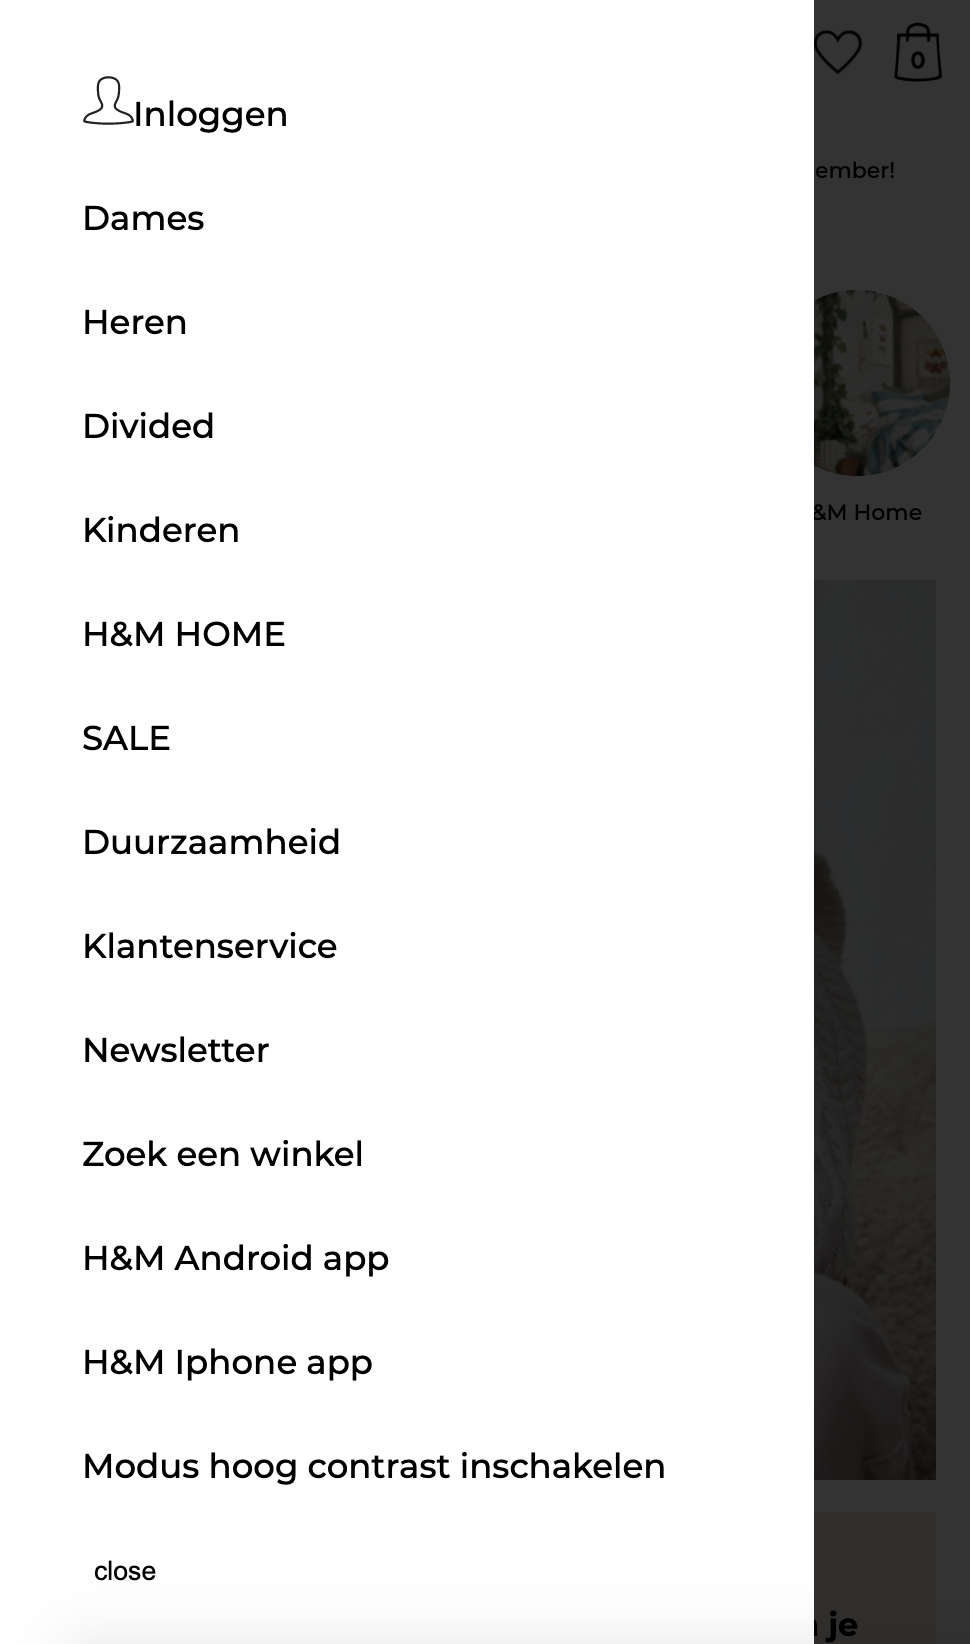 0
Inloggen
ember!
Dames
Heren
Divided
&M Home
Kinderen
H&M HOME
SALE
Duurzaamheid
Klantenservice
Newsletter
Zoek een winkel
H&M Android app
H&M Iphone app
Modus hoog contrast inschakelen
close
je